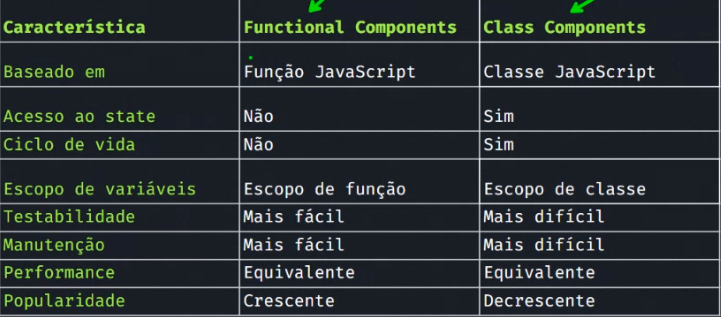 Característica Functional Components Class Components
Baseado em Função JavaScript Classe JavaScript
Acesso ao state Não Sim
Ciclo de vida Não Sim
Escopo de variáveis Escopo de função Escopo de classe
Testabilidade Mais fácil Mais difícil
Manutenção Mais fácil Mais difícil
Performance Equivalente Equivalente
Popularidade Crescente Decrescente